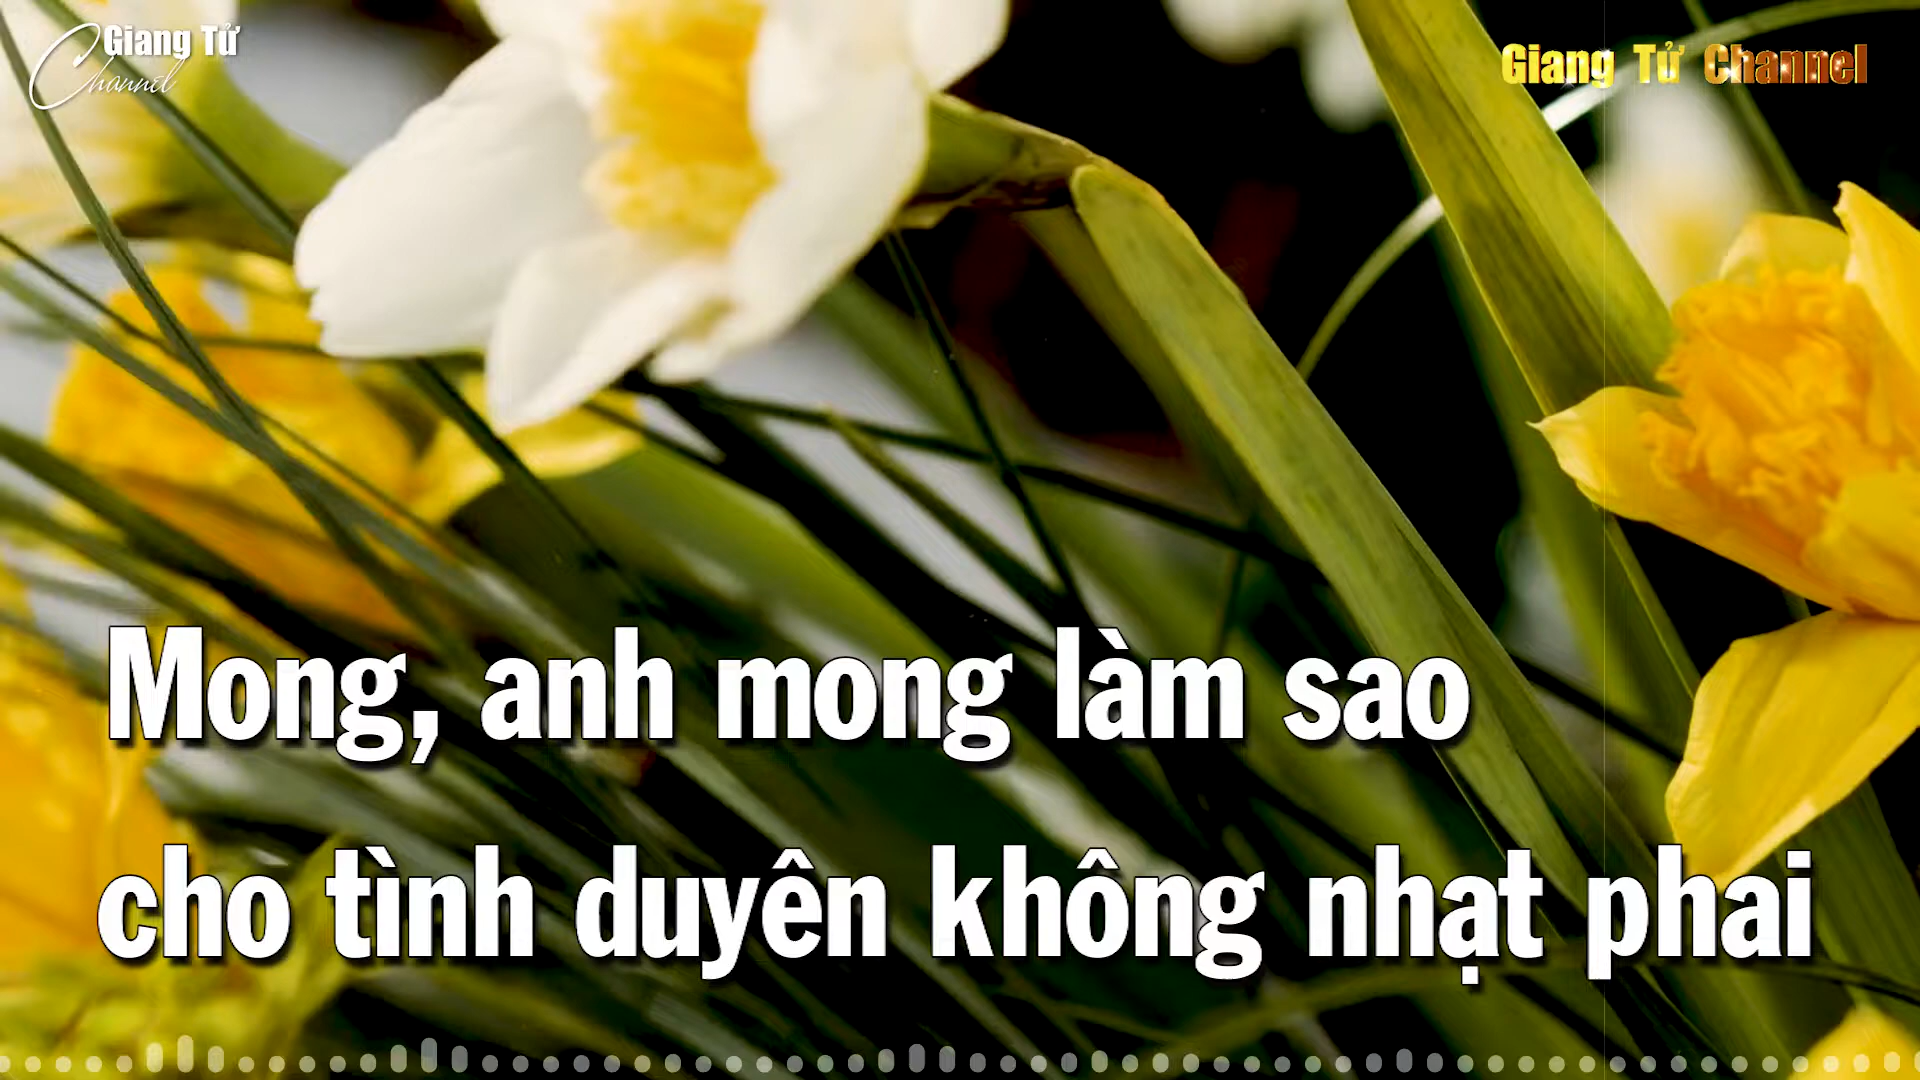 Giang Tử
Channel
Giang Tử Channel
Mong, anh mong làm sao
cho tình duyên không nhạt phai